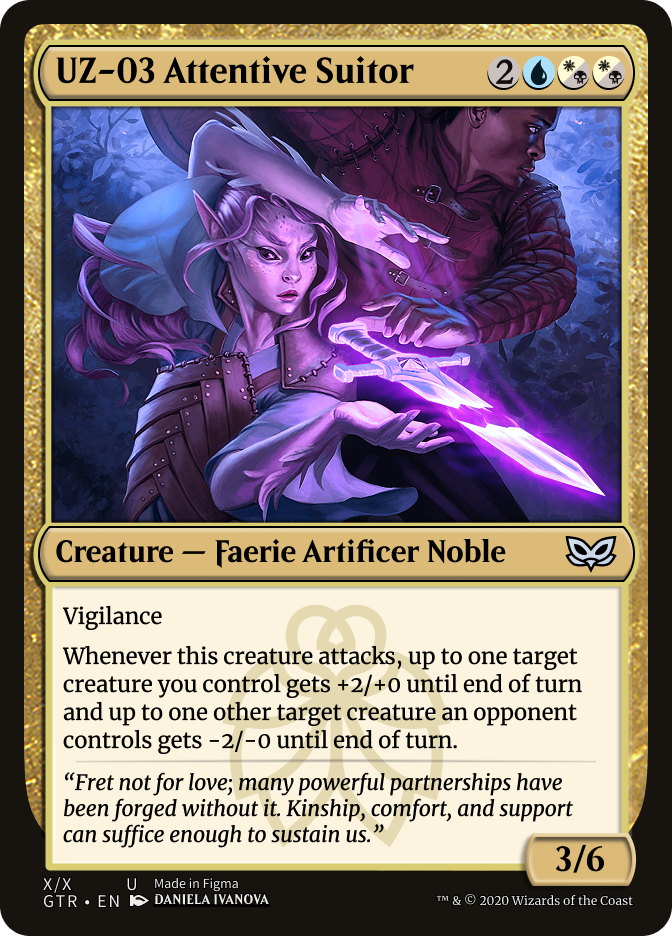 UZ-03 Attentive Suitor 2
Creature — Faerie Artificer Noble
Vigilance
Whenever this creature attacks, up to one target
creature you control gets +2/+0 until end of turn
and up to one other target creature an opponent
controls gets -2/-0 until end of turn.
“Fret not for love; many powerful partnerships have
been forged without it. Kinship, comfort, and support
can suffice enough to sustain us.”
3/6
X/X U Made in Figma
GTR • EN DANIELA IVANOVA ™ & © 2020 Wizards of the Coast